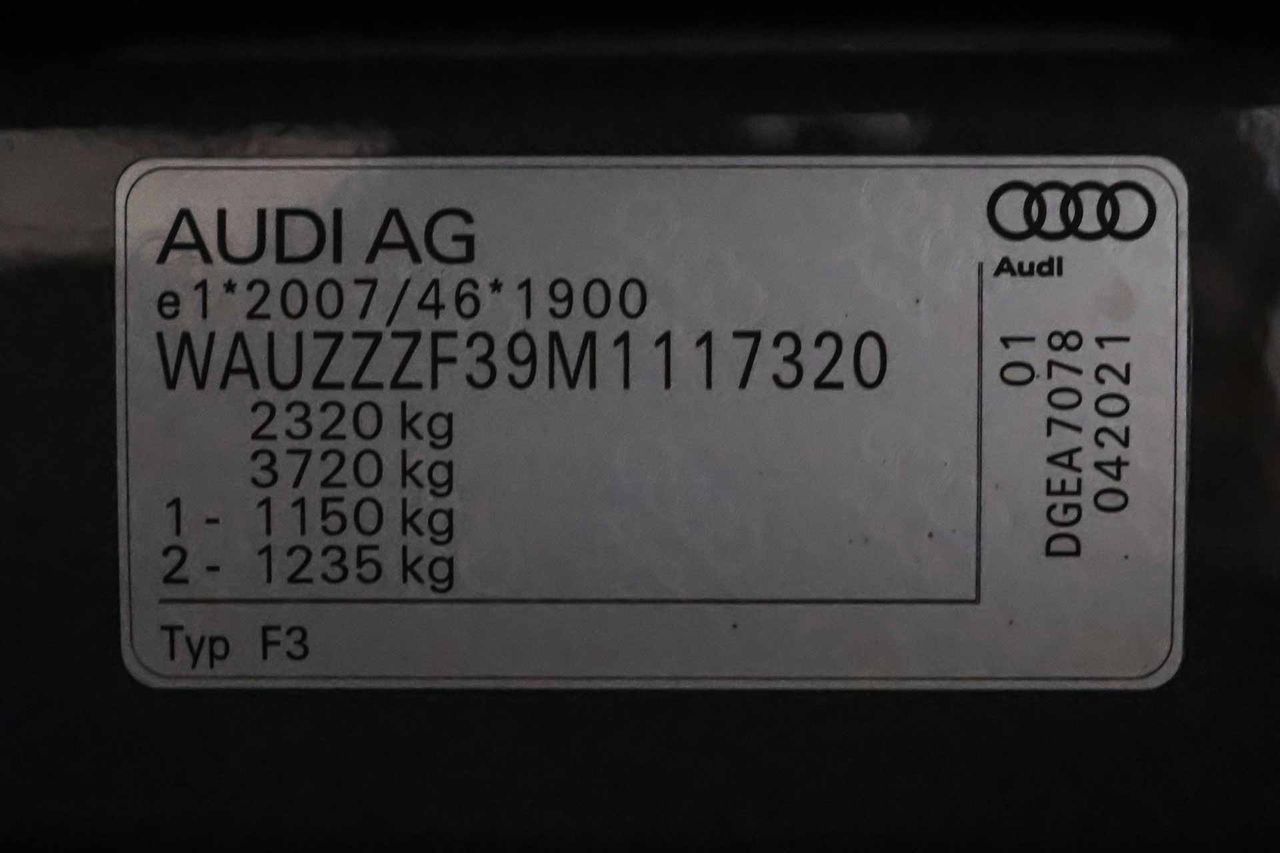 AUDI AG
e1*2007/46*1900
WAUZZZF39M1117320
2320 kg
3720 kg
1 - 1150 kg
2 - 1235 kg
Typ F3
Audi
01
DGEA7078
042021